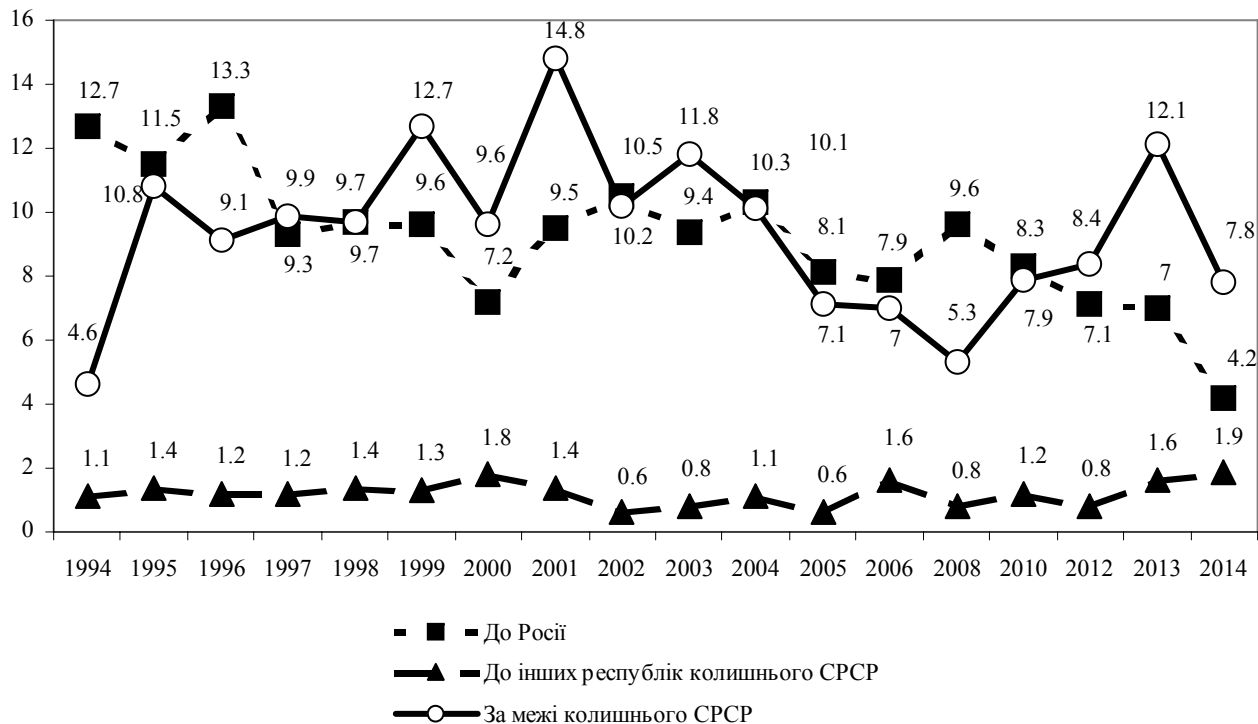 16
14
12
10
8
6
4
2
0
12.7 11.5 13.3 9.3 9.7 9.6 7.2 9.5 10.5 9.4 10.3 8.1 7.9 9.6 8.3 7.1 7 4.2
4.6 10.8 9.1 9.9 9.7 12.7 9.6 14.8 10.2 11.8 10.1 7.1 7 5.3 7.9 8.4 12.1 7.8
1.1 1.4 1.2 1.2 1.4 1.3 1.8 1.4 0.6 0.8 1.1 0.6 1.6 0.8 1.2 0.8 1.6 1.9
1994 1995 1996 1997 1998 1999 2000 2001 2002 2003 2004 2005 2006 2008 2010 2012 2013 2014
До Росії
До інших республік колишнього СРСР
За межі колишнього СРСР